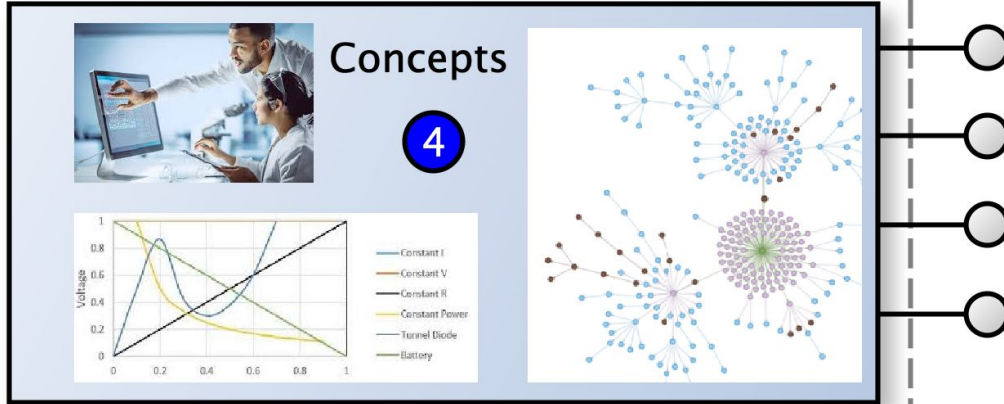 Concepts
4
Voltage
1
0.8
0.6
0.4
0.2
0
0
0.2
0.4
0.6
0.8
1
Constant I
Constant V
Constant R
Constant Power
Tunnel Diode
Battery